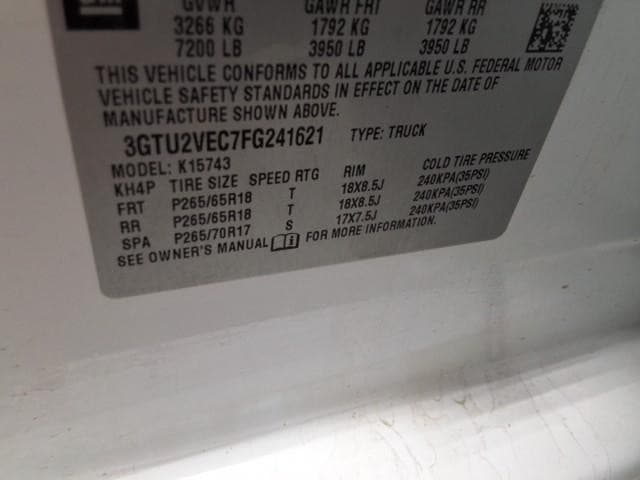 GVWR GAWR FRT GAWR RR
3266 KG 1792 KG 1792 KG
7200 LB 3950 LB 3950 LB
THIS VEHICLE CONFORMS TO ALL APPLICABLE U.S. FEDERAL MOTOR
VEHICLE SAFETY STANDARDS IN EFFECT ON THE DATE OF
MANUFACTURE SHOWN ABOVE.
3GTU2VEC7FG241621 TYPE: TRUCK
MODEL: K15743
KH4P TIRE SIZE SPEED RTG RIM COLD TIRE PRESSURE
FRT P265/65R18 T 18X8.5J 240KPA(35PSI)
RR P265/65R18 T 18X8.5J 240KPA(35PSI)
SPA P265/70R17 S 17X7.5J 240KPA(35PSI)
SEE OWNER'S MANUAL FOR MORE INFORMATION.